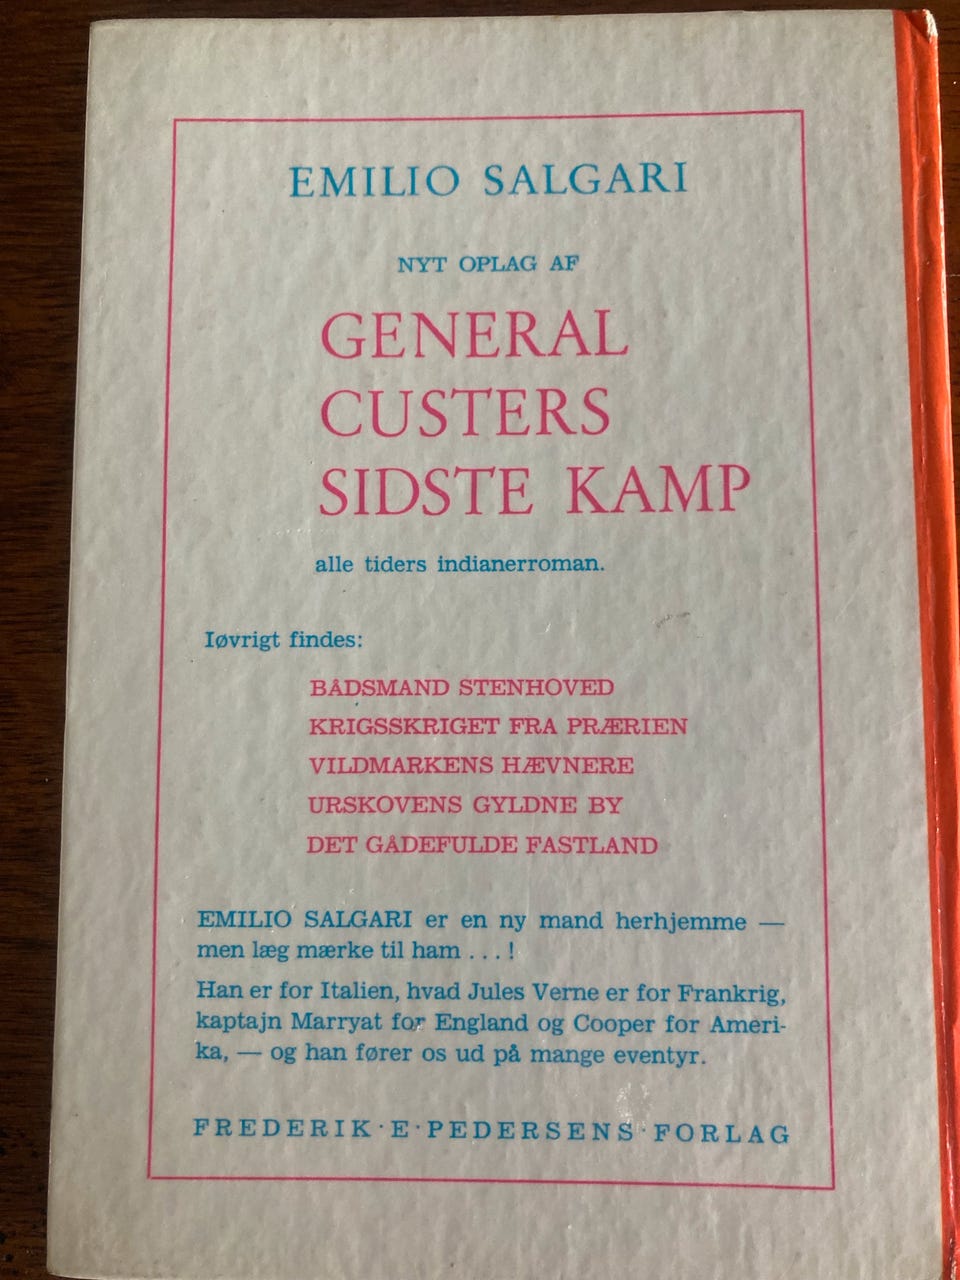 EMILIO SALGARI
NYT OPLAG AF
GENERAL
CUSTERS
SIDSTE KAMP
alle tiders indianerroman.
Iøvrigt findes:
BÅDSMAND STENHOVED
KRIGSSKRIGET FRA PRÆRIEN
VILDMARKENS HÆVNERE
URSKOVENS GYLDNE BY
DET GÅDEFULDE FASTLAND
EMILIO SALGARI er en ny mand herhjemme —
men læg mærke til ham . . . !
Han er for Italien, hvad Jules Verne er for Frankrig,
kaptajn Marryat for England og Cooper for Ameri-
ka, — og han fører os ud på mange eventyr.
FREDERIK · E · PEDERSENS · FORLAG